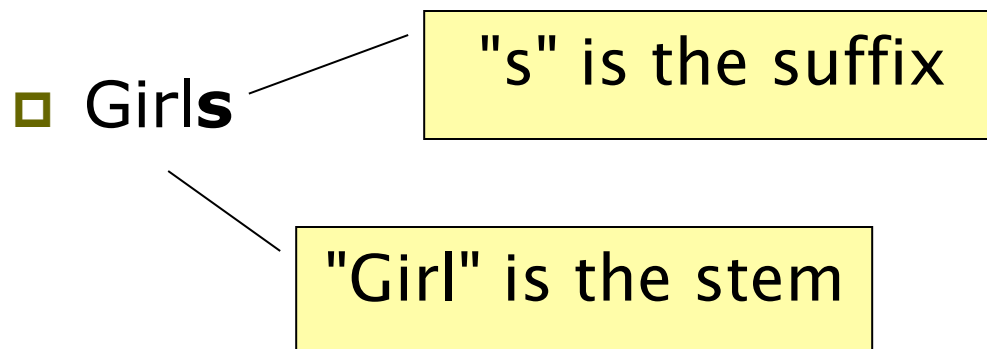 "s" is the suffix
Girls
"Girl" is the stem